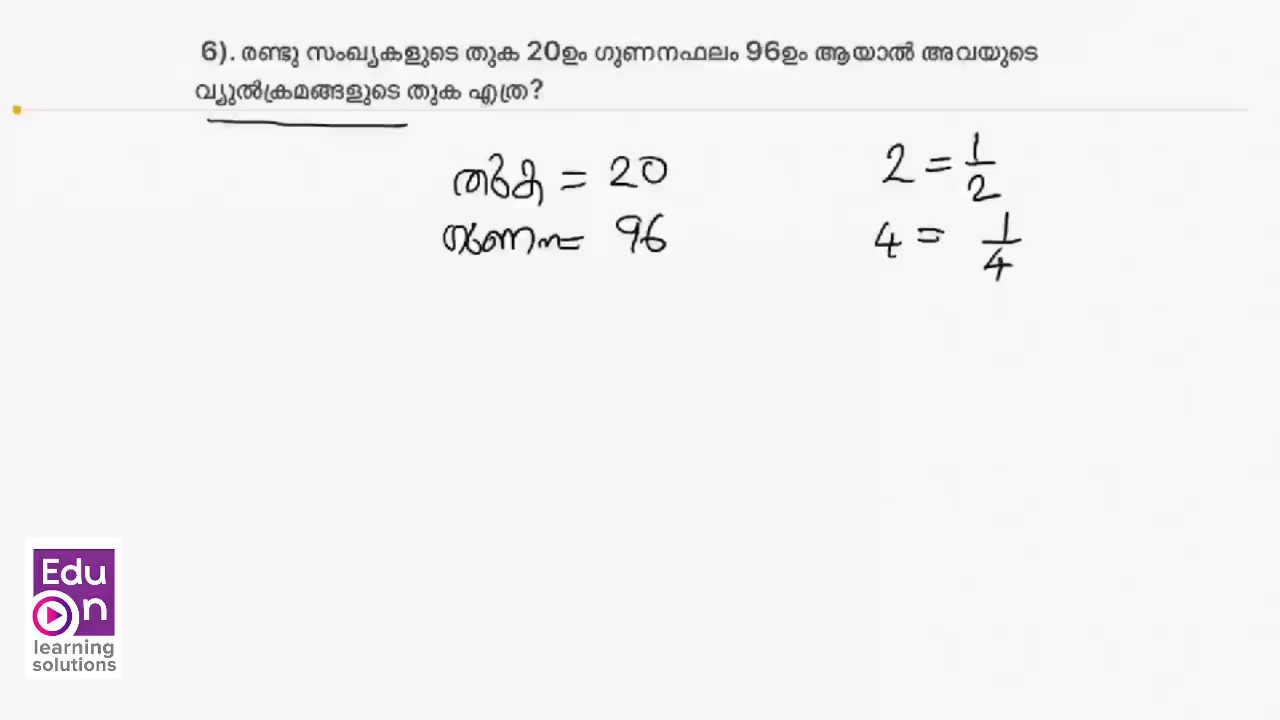 6). രണ്ടു സംഖ്യകളുടെ തുക 20ഉം ഗുണനഫലം 96ഉം ആയാൽ അവയുടെ
വ്യുൽക്രമങ്ങളുടെ തുക എത്ര?
തുക = 20
ഗുണന = 96
2 = 1/2
4 = 1/4
Edu
On
learning
solutions